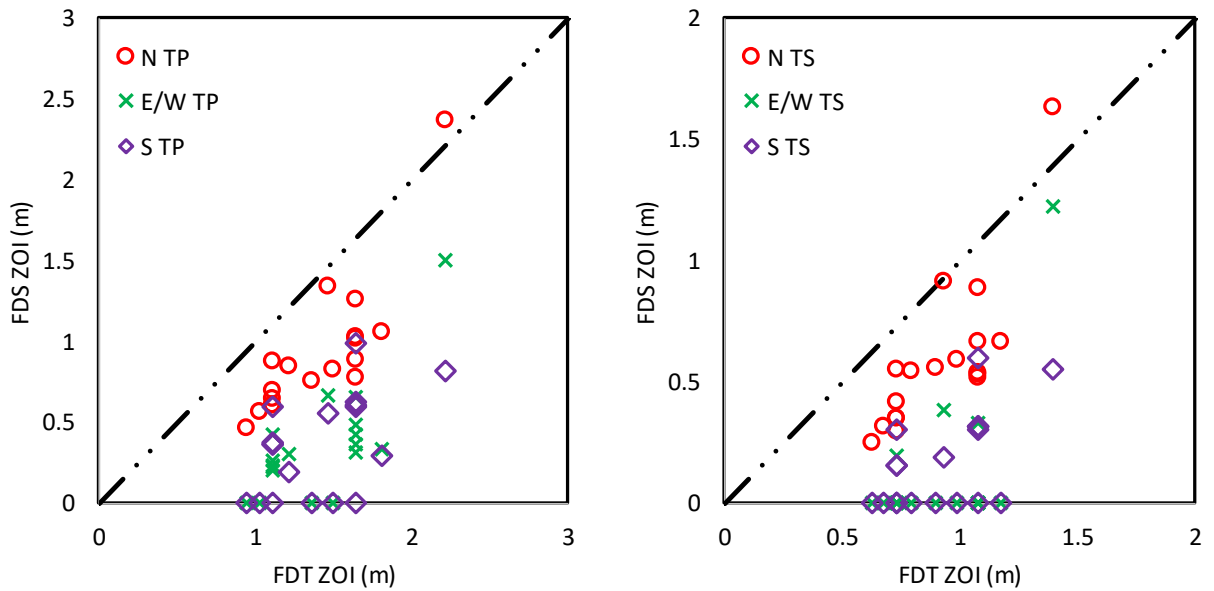 3
2.5
2
1.5
1
0.5
0
0
1
2
3
FDS ZOI (m)
FDT ZOI (m)
N TP
E/W TP
S TP
2
1.5
1
0.5
0
0
0.5
1
1.5
2
FDS ZOI (m)
FDT ZOI (m)
N TS
E/W TS
S TS